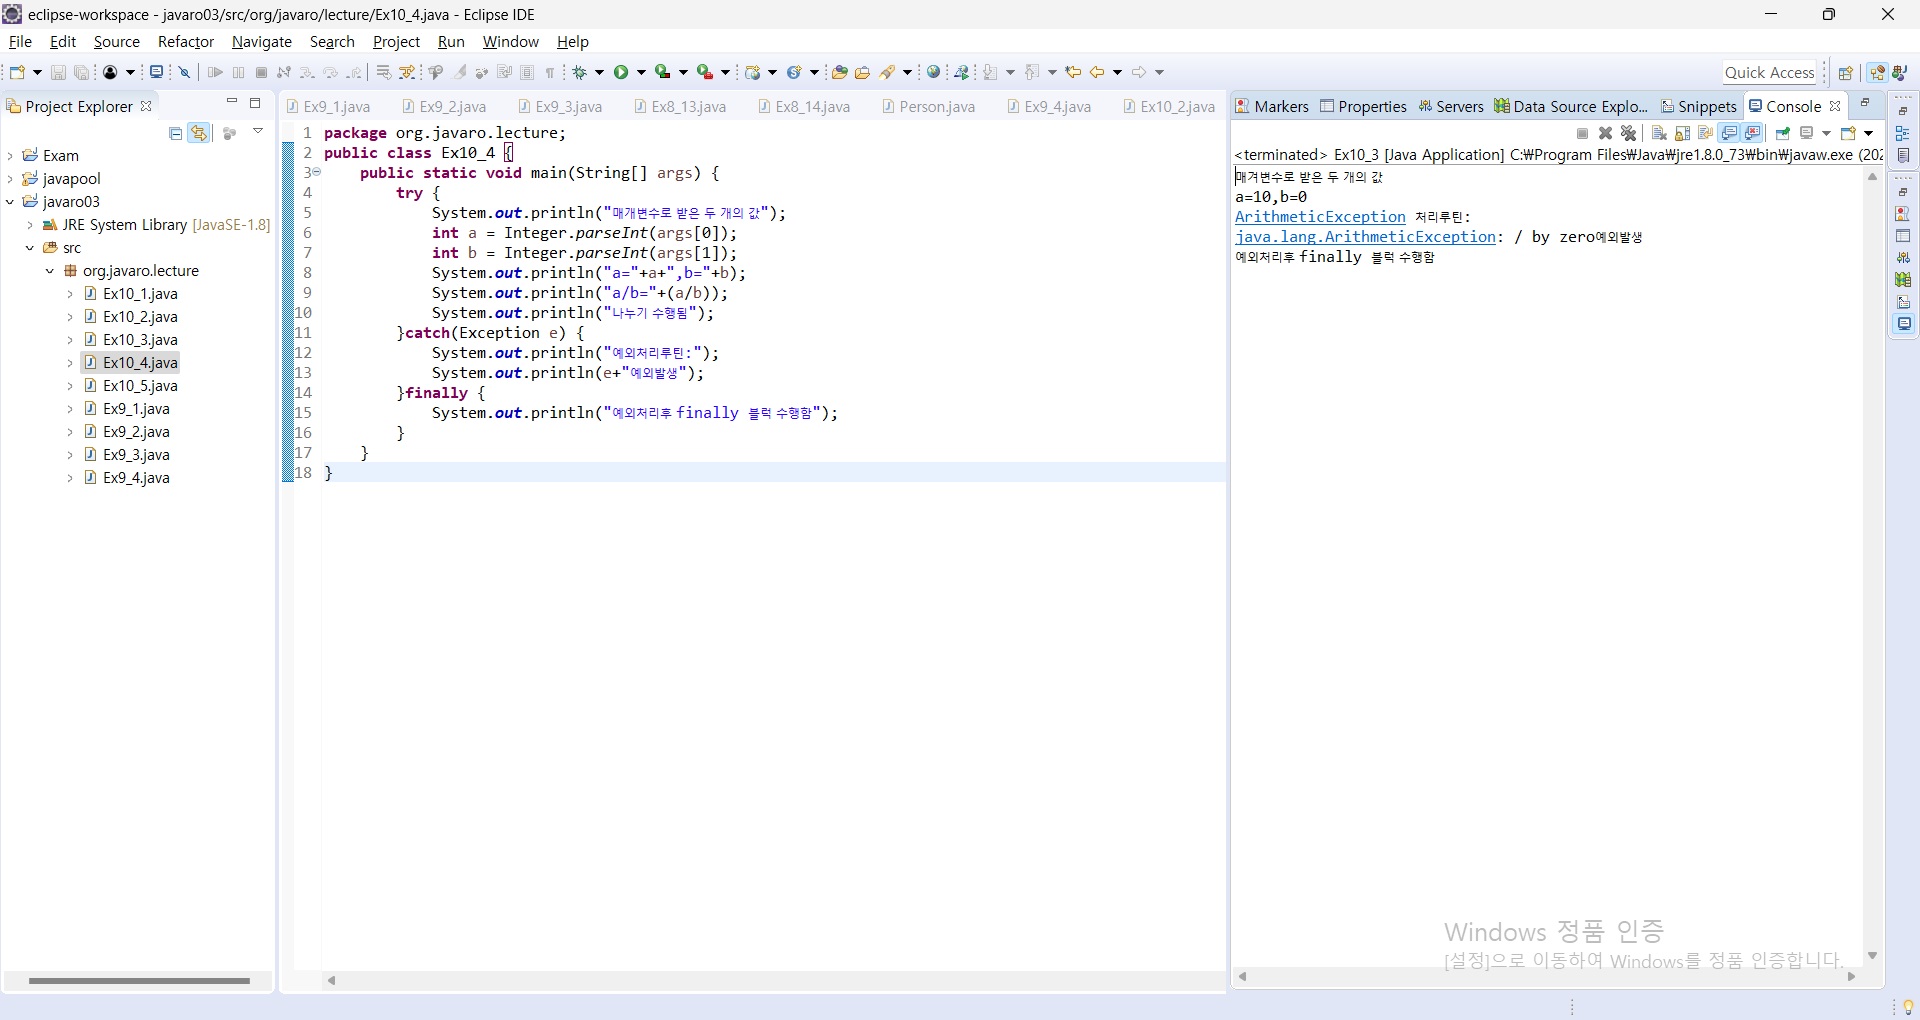 eclipse-workspace - javaro03/src/org/javaro/lecture/Ex10_4.java - Eclipse IDE
File Edit Source Refactor Navigate Search Project Run Window Help
Quick Access
Project Explorer
Exam
javapool
javaro03
JRE System Library [JavaSE-1.8]
src
org.javaro.lecture
Ex10_1.java
Ex10_2.java
Ex10_3.java
Ex10_4.java
Ex10_5.java
Ex9_1.java
Ex9_2.java
Ex9_3.java
Ex9_4.java
Ex9_1.java Ex9_2.java Ex9_3.java Ex8_13.java Ex8_14.java Person.java Ex9_4.java Ex10_2.java
1 package org.javaro.lecture;
2 public class Ex10_4 {
3 public static void main(String[] args) {
4 try {
5 System.out.println("매개변수로 받은 두 개의 값");
6 int a = Integer.parseInt(args[0]);
7 int b = Integer.parseInt(args[1]);
8 System.out.println("a="+a+",b="+b);
9 System.out.println("a/b="+(a/b));
10 System.out.println("나누기 수행됨");
11 }catch(Exception e) {
12 System.out.println("예외처리루틴:");
13 System.out.println(e+"예외발생");
14 }finally {
15 System.out.println("예외처리후 finally 블럭 수행함");
16 }
17 }
18 }
Markers Properties Servers Data Source Explo... Snippets Console
<terminated> Ex10_3 [Java Application] C:₩Program Files₩Java₩jre1.8.0_73₩bin₩javaw.exe (202
매겨변수로 받은 두 개의 값
a=10,b=0
ArithmeticException 처리루틴:
java.lang.ArithmeticException: / by zero예외발생
예외처리후 finally 블럭 수행함
Windows 정품 인증
[설정]으로 이동하여 Windows를 정품 인증합니다.